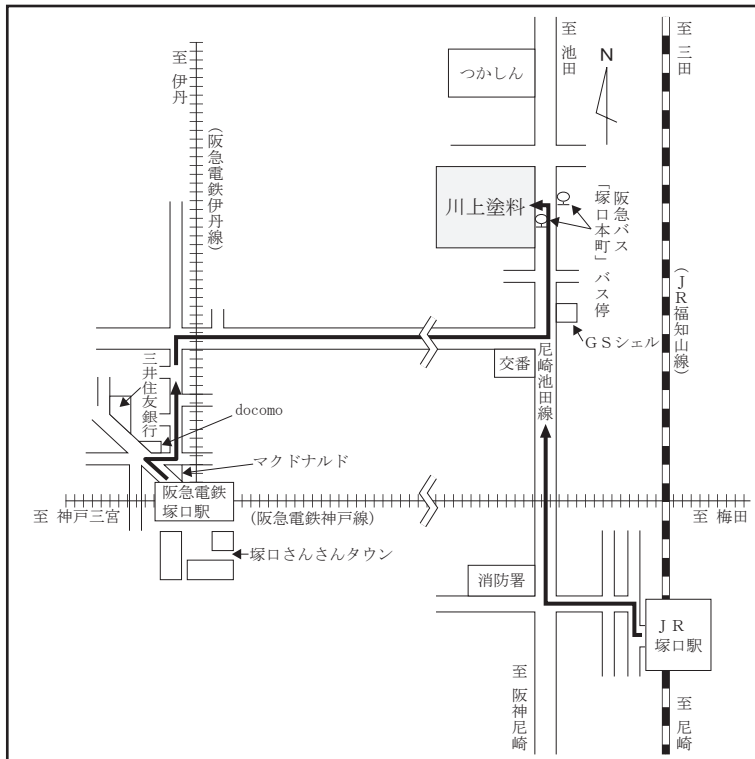 至 伊丹
(阪急電鉄伊丹線)
つかしん
至 池田
N
至 三田
川上塗料
阪急バス
「塚口本町」バス停
(JR福知山線)
GSシェル
交番
尼崎池田線
三井住友銀行
docomo
マクドナルド
阪急電鉄
塚口駅
至 神戸三宮
(阪急電鉄神戸線)
至 梅田
塚口さんさんタウン
消防署
JR
塚口駅
至 阪神尼崎
至 尼崎